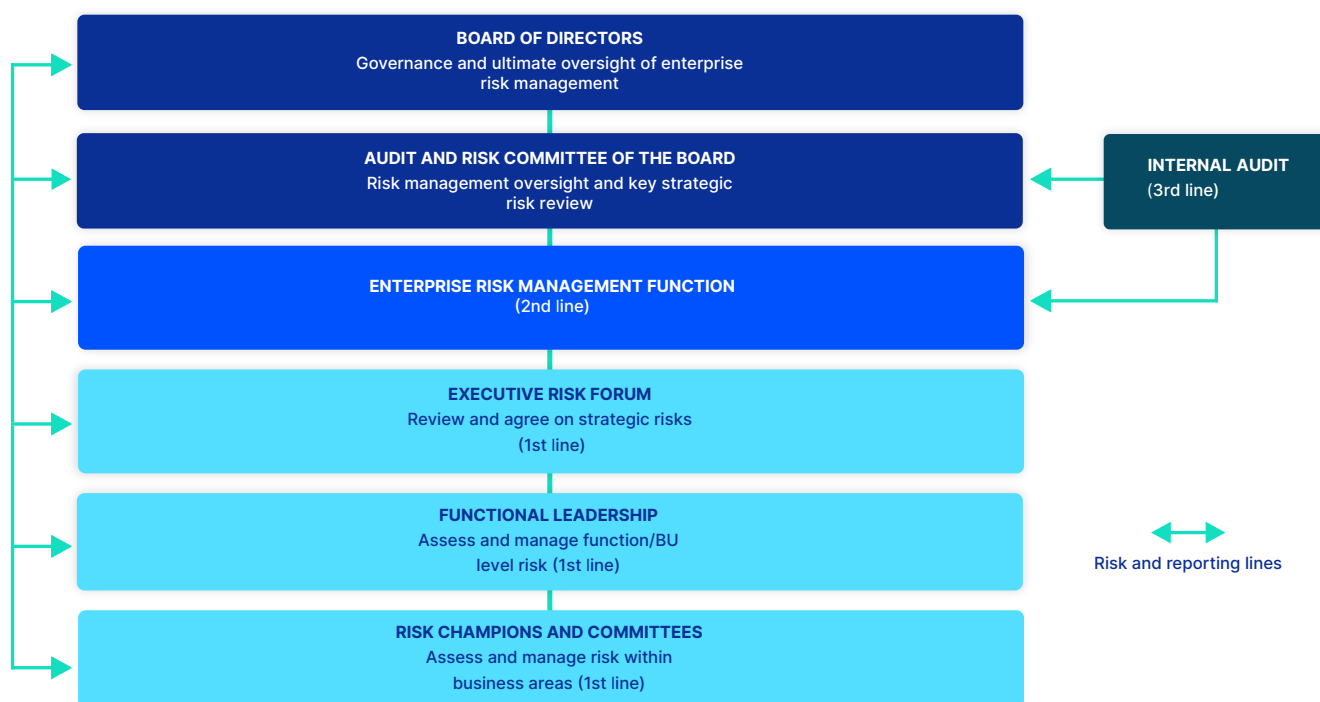 BOARD OF DIRECTORS
Governance and ultimate oversight of enterprise
risk management
AUDIT AND RISK COMMITTEE OF THE BOARD
Risk management oversight and key strategic
risk review
INTERNAL AUDIT
(3rd line)
ENTERPRISE RISK MANAGEMENT FUNCTION
(2nd line)
EXECUTIVE RISK FORUM
Review and agree on strategic risks
(1st line)
FUNCTIONAL LEADERSHIP
Assess and manage function/BU
level risk (1st line)
Risk and reporting lines
RISK CHAMPIONS AND COMMITTEES
Assess and manage risk within
business areas (1st line)